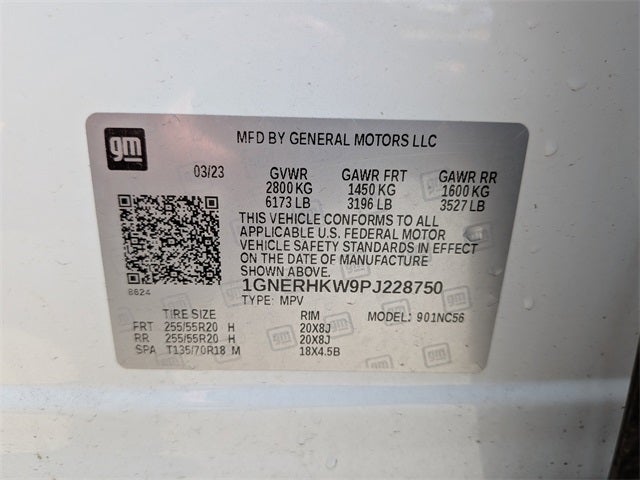 gm
MFD BY GENERAL MOTORS LLC
03/23 GVWR GAWR FRT GAWR RR
2800 KG 1450 KG 1600 KG
6173 LB 3196 LB 3527 LB
THIS VEHICLE CONFORMS TO ALL
APPLICABLE U.S. FEDERAL MOTOR
VEHICLE SAFETY STANDARDS IN EFFECT
ON THE DATE OF MANUFACTURE
SHOWN ABOVE.
8624
1GNERHKW9PJ228750
TYPE: MPV
TIRE SIZE RIM MODEL: 901NC56
FRT 255/55R20 H 20X8J
RR 255/55R20 H 20X8J
SPA T135/70R18 M 18X4.5B